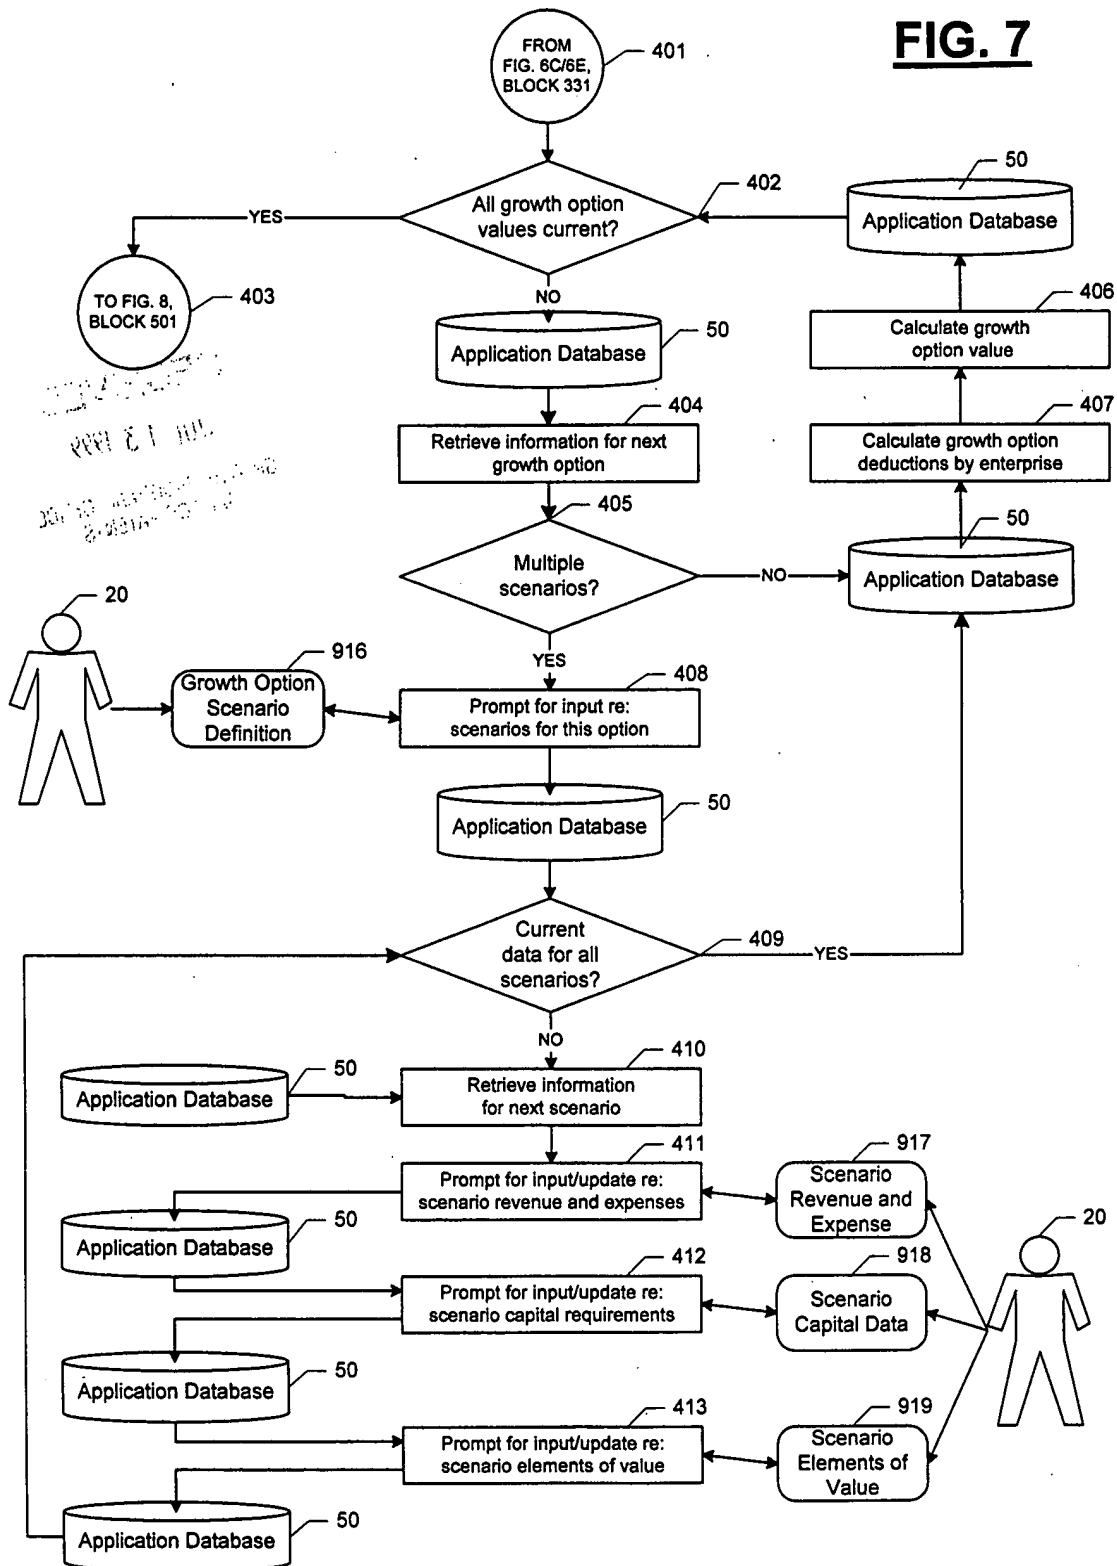 FIG. 7
FROM
FIG. 6C/6E,
BLOCK 331
401
50
402
All growth option
values current?
YES
Application Database
TO FIG. 8,
BLOCK 501
403
NO
406
Calculate growth
option value
50
Application Database
404
407
Retrieve information for next
growth option
Calculate growth option
deductions by enterprise
405
50
Multiple
scenarios?
NO
Application Database
20
916
YES
408
Growth Option
Scenario
Definition
Prompt for input re:
scenarios for this option
50
Application Database
Current
data for all
scenarios?
409
YES
NO
410
50
Application Database
Retrieve information
for next scenario
411
917
Prompt for input/update re:
scenario revenue and expenses
Scenario
Revenue and
Expense
50
20
Application Database
412
918
Prompt for input/update re:
scenario capital requirements
Scenario
Capital Data
50
Application Database
413
919
Prompt for input/update re:
scenario elements of value
Scenario
Elements of
Value
50
Application Database